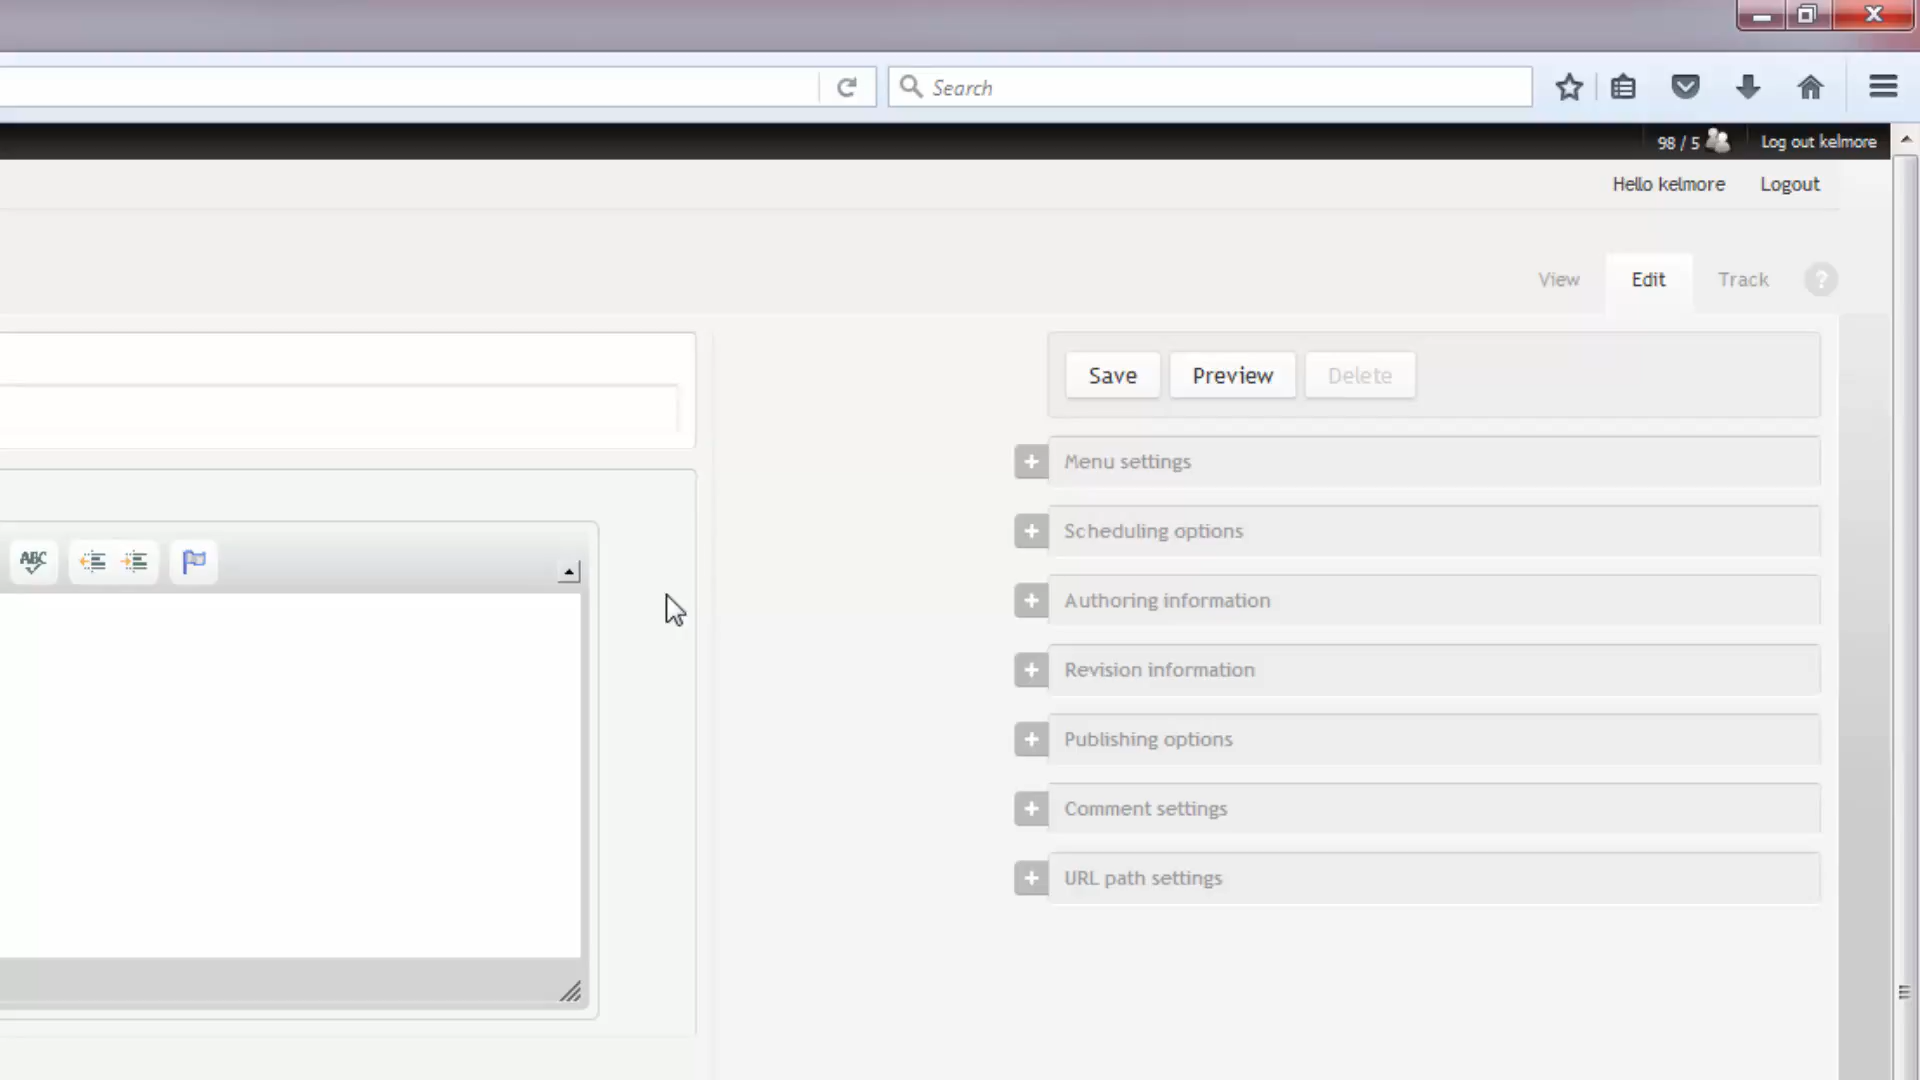 Search
98 / 5
Log out kelmore
Hello kelmore
Logout
View
Edit
Track
?
Save
Preview
Delete
Menu settings
Scheduling options
ABC
Authoring information
Revision information
Publishing options
Comment settings
URL path settings